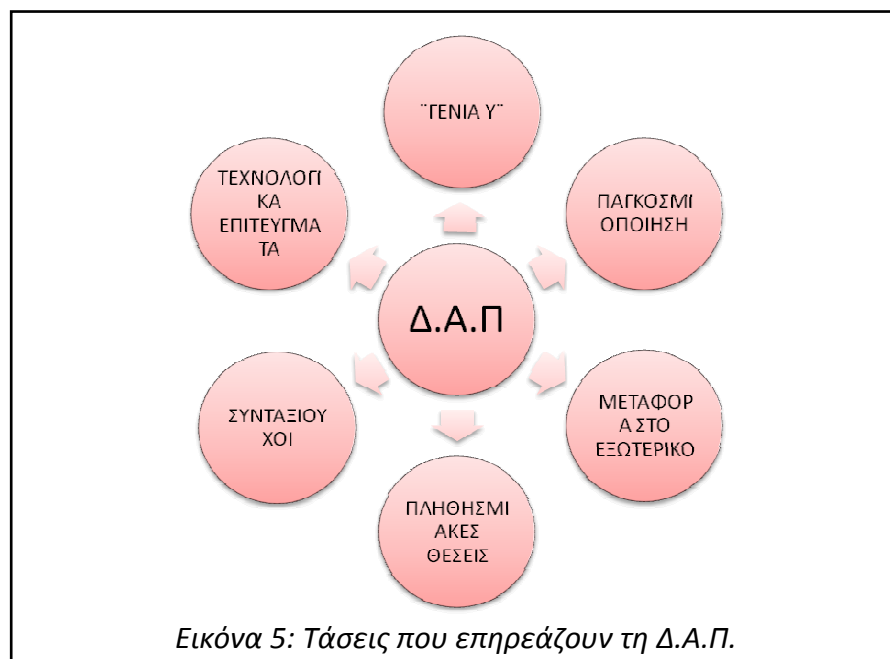 ¨ΓΕΝΙΑ Υ¨
ΠΑΓΚΟΣΜΙ
ΟΠΟΙΗΣΗ
ΜΕΤΑΦΟΡ
Α ΣΤΟ
ΕΞΩΤΕΡΙΚΟ
ΠΛΗΘΗΣΜΙ
ΑΚΕΣ
ΘΕΣΕΙΣ
ΣΥΝΤΑΞΙΟΥ
ΧΟΙ
ΤΕΧΝΟΛΟΓΙ
ΚΑ
ΕΠΙΤΕΥΓΜΑ
ΤΑ
Δ.Α.Π
Εικόνα 5: Τάσεις που επηρεάζουν τη Δ.Α.Π.